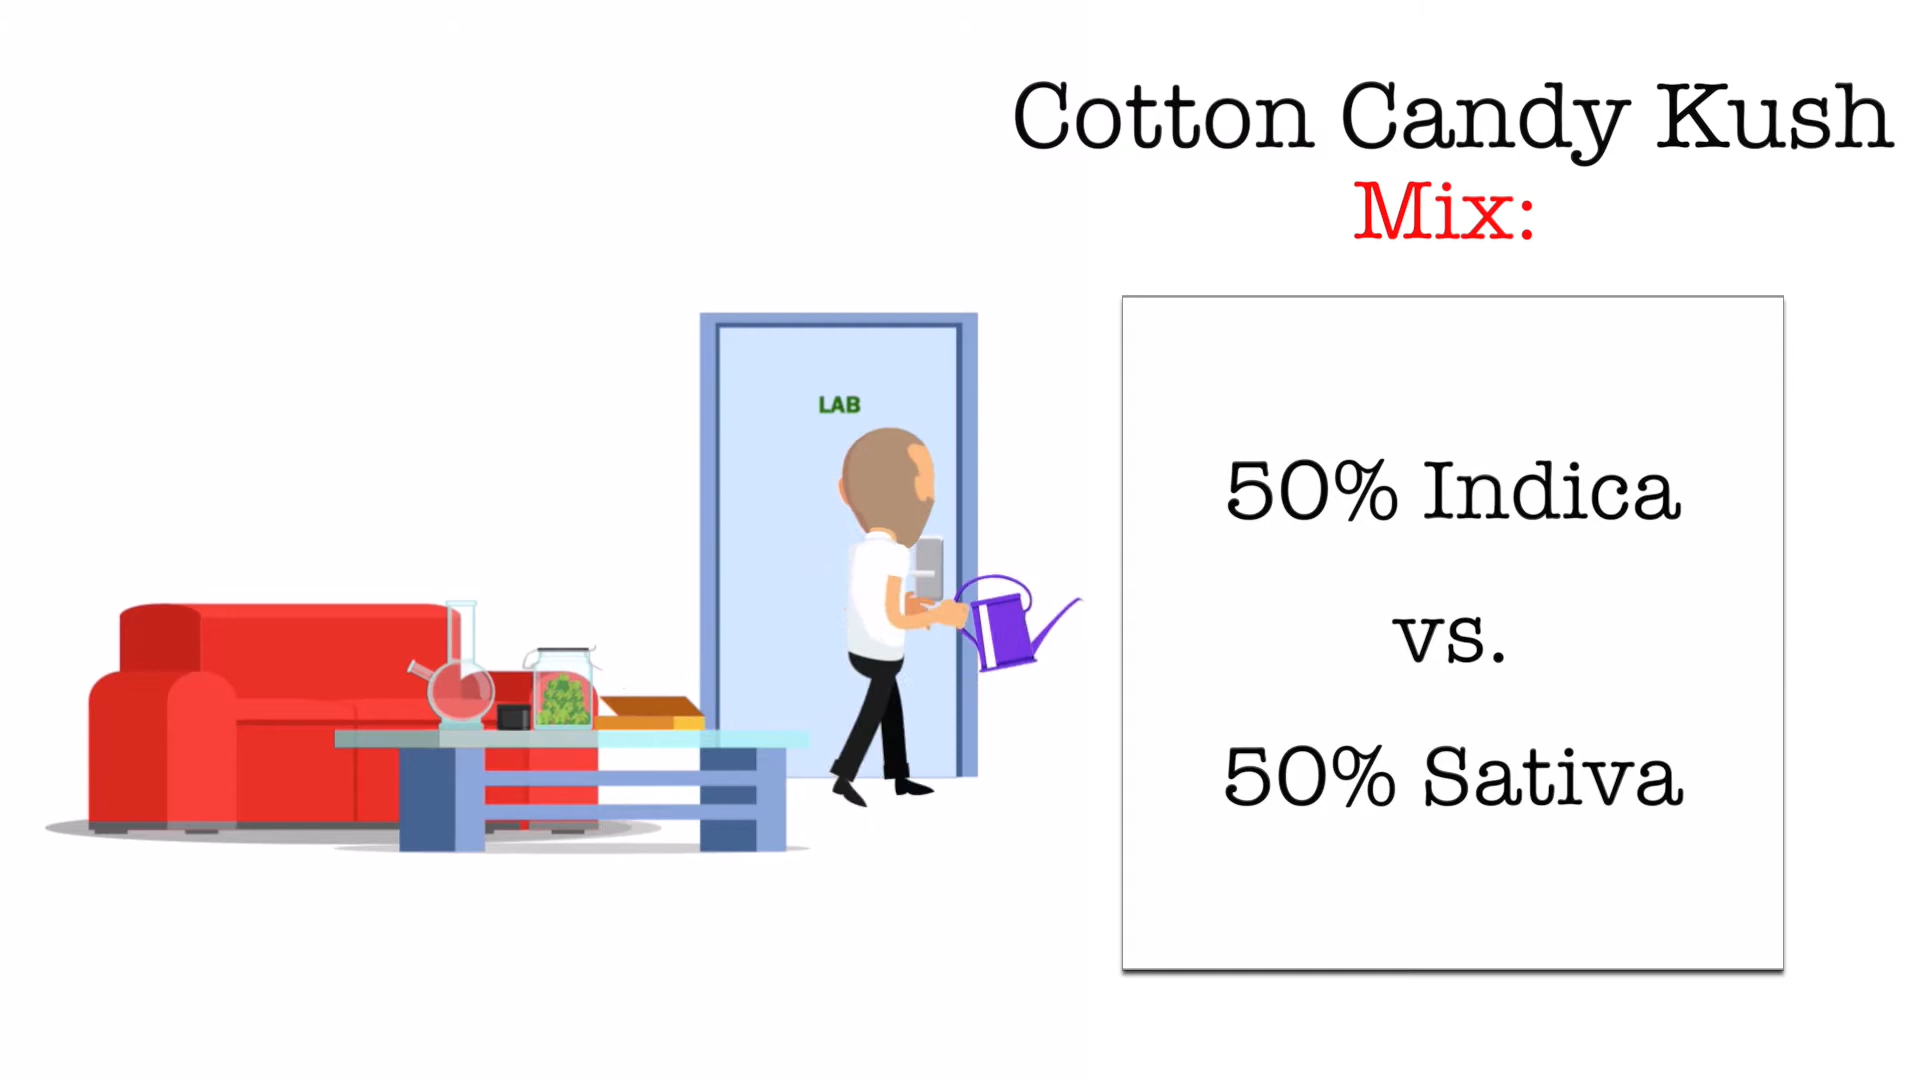 Cotton Candy Kush
Mix:
LAB
50% Indica
vs.
50% Sativa